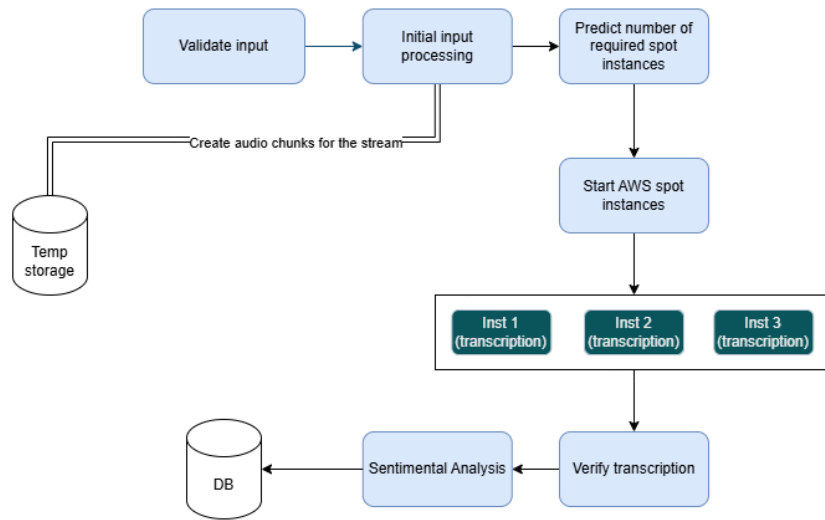 Validate input
Initial input
processing
Predict number of
required spot
instances
Create audio chunks for the stream
Start AWS spot
instances
Temp
storage
Inst 1
(transcription)
Inst 2
(transcription)
Inst 3
(transcription)
DB
Sentimental Analysis
Verify transcription